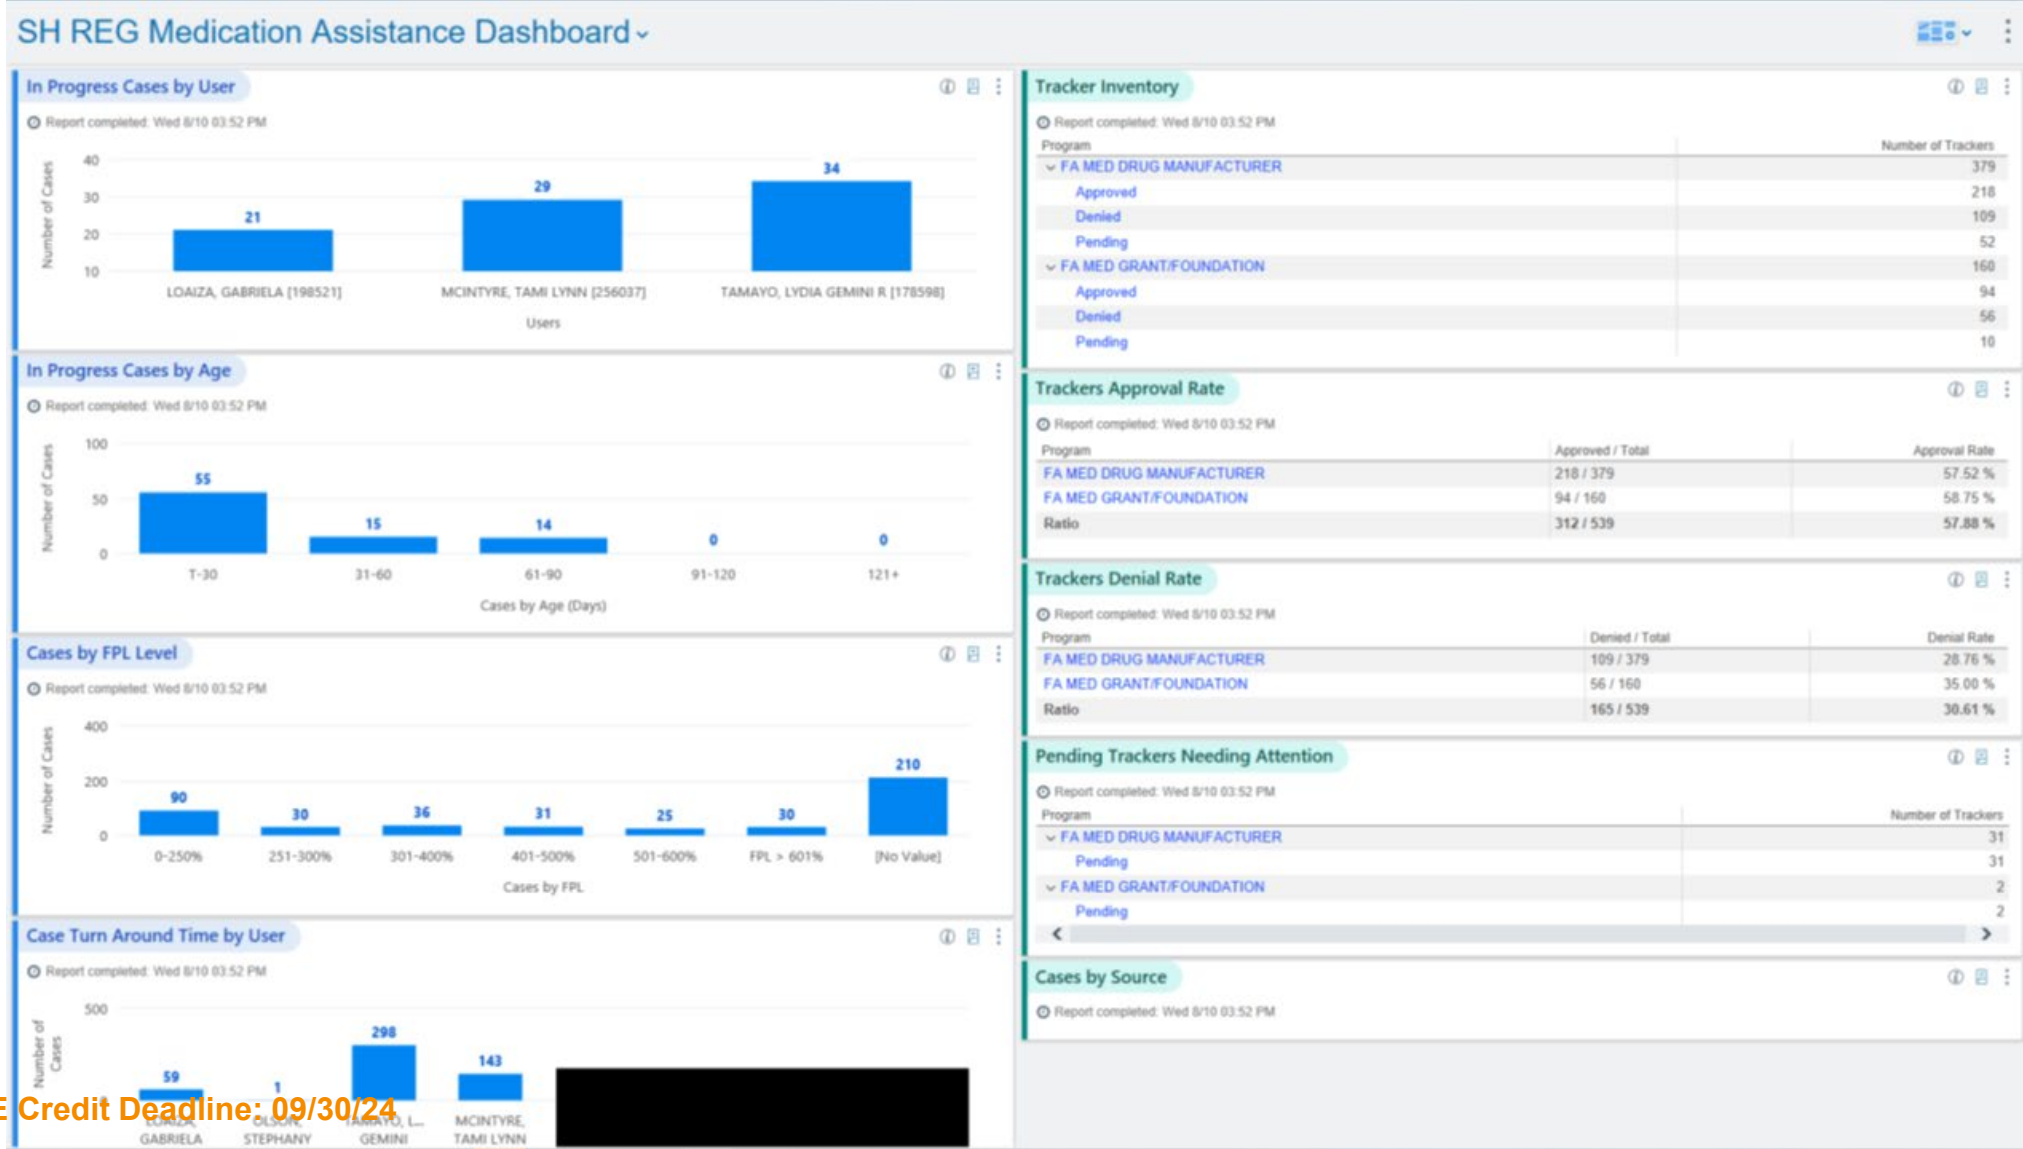 SH REG Medication Assistance Dashboard
In Progress Cases by User
Report completed: Wed 8/10 03:52 PM
Number of Cases
40
30
20
10
21
29
34
LOAIZA, GABRIELA [198521]
MCINTYRE, TAMI LYNN [256037]
TAMAYO, LYDIA GEMINI R [178598]
Users
In Progress Cases by Age
Report completed: Wed 8/10 03:52 PM
Number of Cases
100
50
0
55
15
14
0
0
T-30
31-60
61-90
91-120
121+
Cases by Age (Days)
Cases by FPL Level
Report completed: Wed 8/10 03:52 PM
Number of Cases
400
200
0
90
30
36
31
25
30
210
0-250%
251-300%
301-400%
401-500%
501-600%
FPL > 601%
[No Value]
Cases by FPL
Case Turn Around Time by User
Report completed: Wed 8/10 03:52 PM
Number of
Cases
500
59
1
298
143
LOAIZA,
GABRIELA
OLSON,
STEPHANY
TAMAYO, L...
GEMINI
MCINTYRE,
TAMI LYNN
E Credit Deadline: 09/30/24
Tracker Inventory
Report completed: Wed 8/10 03:52 PM
Program Number of Trackers
FA MED DRUG MANUFACTURER 379
Approved 218
Denied 109
Pending 52
FA MED GRANT/FOUNDATION 160
Approved 94
Denied 56
Pending 10
Trackers Approval Rate
Report completed: Wed 8/10 03:52 PM
Program Approved / Total Approval Rate
FA MED DRUG MANUFACTURER 218 / 379 57.52 %
FA MED GRANT/FOUNDATION 94 / 160 58.75 %
Ratio 312 / 539 57.88 %
Trackers Denial Rate
Report completed: Wed 8/10 03:52 PM
Program Denied / Total Denial Rate
FA MED DRUG MANUFACTURER 109 / 379 28.76 %
FA MED GRANT/FOUNDATION 56 / 160 35.00 %
Ratio 165 / 539 30.61 %
Pending Trackers Needing Attention
Report completed: Wed 8/10 03:52 PM
Program Number of Trackers
FA MED DRUG MANUFACTURER 31
Pending 31
FA MED GRANT/FOUNDATION 2
Pending 2
Cases by Source
Report completed: Wed 8/10 03:52 PM